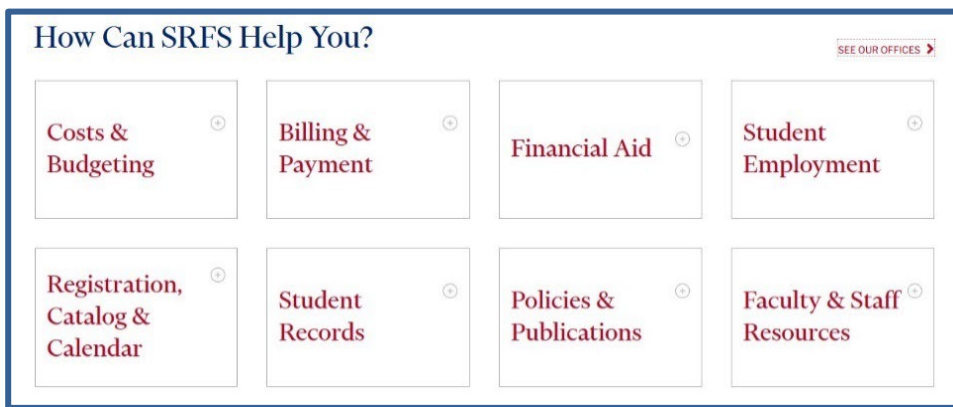 How Can SRFS Help You?
SEE OUR OFFICES
Costs &
Budgeting
Billing &
Payment
Financial Aid
Student
Employment
Registration,
Catalog &
Calendar
Student
Records
Policies &
Publications
Faculty & Staff
Resources